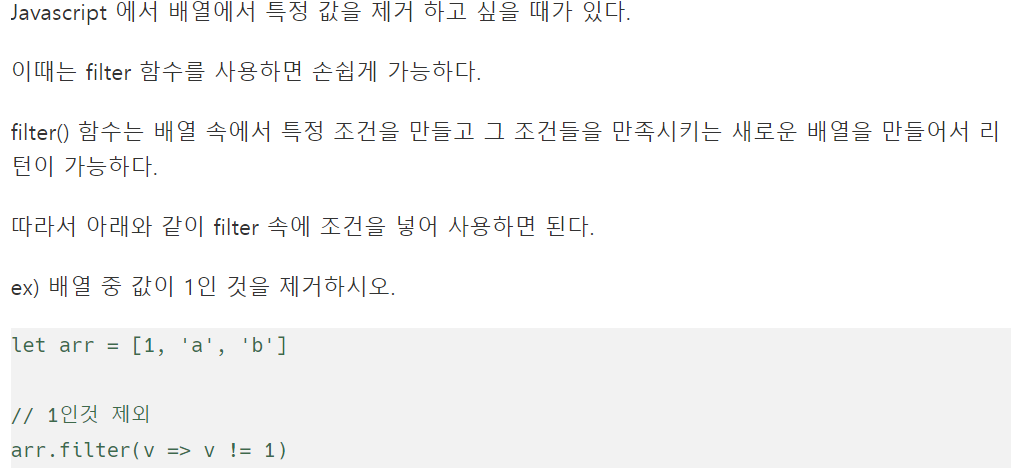 Javascript 에서 배열에서 특정 값을 제거 하고 싶을 때가 있다.
이때는 filter 함수를 사용하면 손쉽게 가능하다.
filter() 함수는 배열 속에서 특정 조건을 만들고 그 조건들을 만족시키는 새로운 배열을 만들어서 리
턴이 가능하다.
따라서 아래와 같이 filter 속에 조건을 넣어 사용하면 된다.
ex) 배열 중 값이 1인 것을 제거하시오.
let arr = [1, 'a', 'b']
// 1인것 제외
arr.filter(v => v != 1)